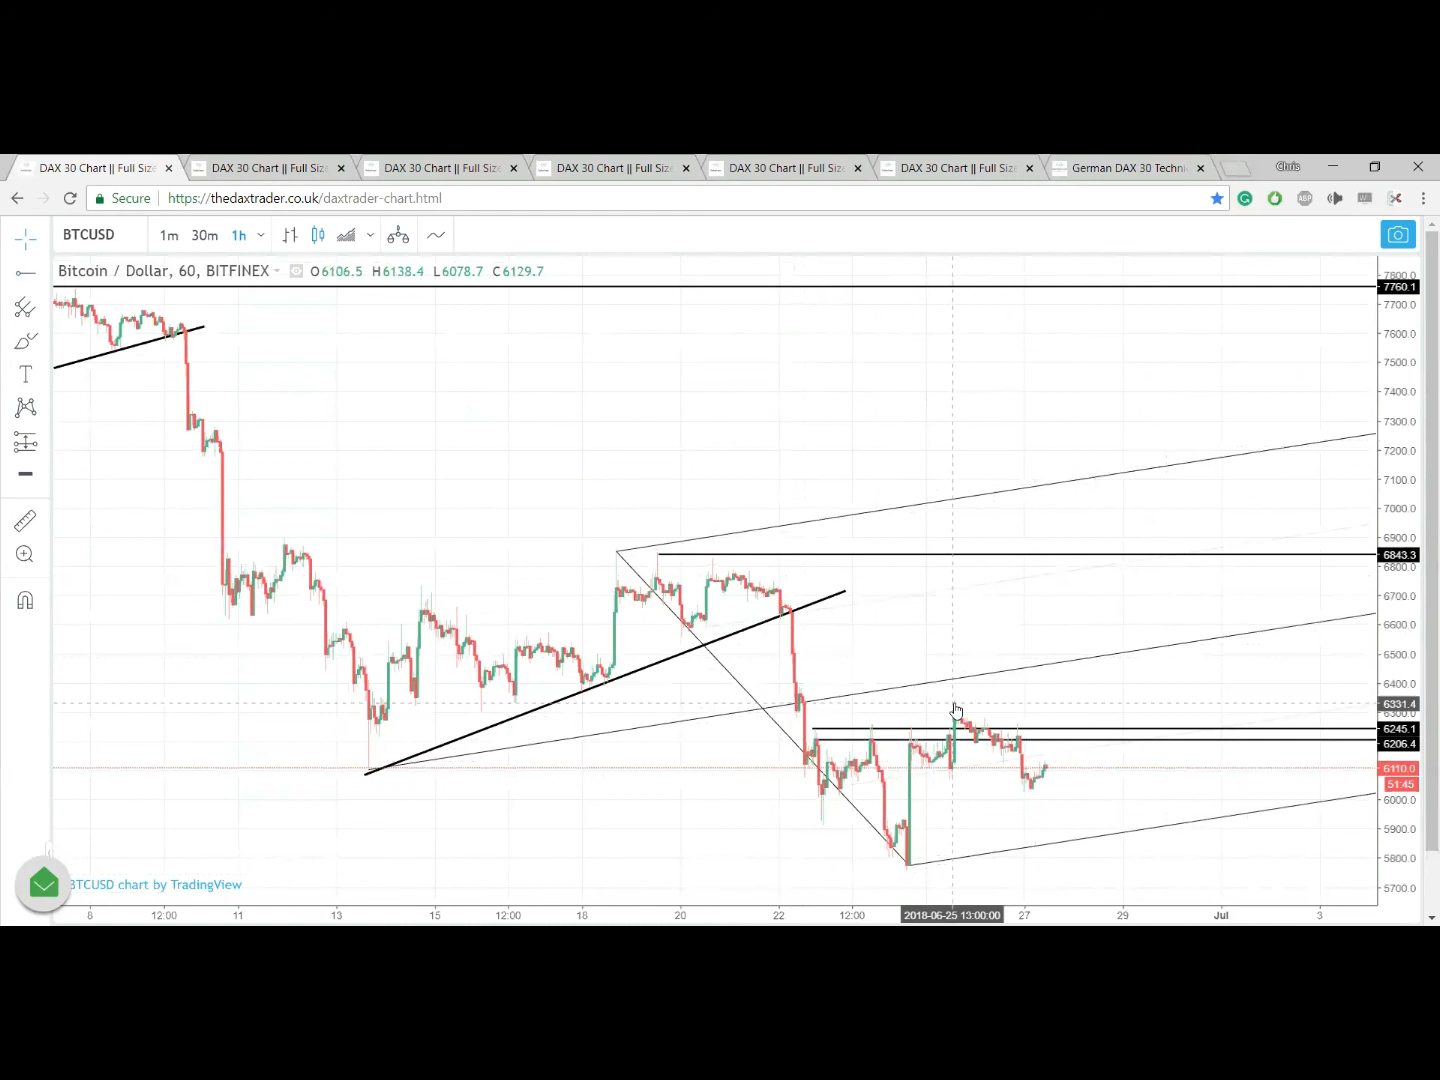 DAX 30 Chart || Full Size
DAX 30 Chart || Full Size
DAX 30 Chart || Full Size
DAX 30 Chart || Full Size
DAX 30 Chart || Full Size
DAX 30 Chart || Full Size
German DAX 30 Techni
Chris
Secure
https://thedaxtrader.co.uk/daxtrader-chart.html
ABP
BTCUSD
1m 30m 1h
Bitcoin / Dollar, 60, BITFINEX O6106.5 H6138.4 L6078.7 C6129.7
7800.0
7760.1
7700.0
7600.0
7500.0
7400.0
7300.0
7200.0
7100.0
7000.0
6900.0
6843.3
6800.0
6700.0
6600.0
6500.0
6400.0
6331.4
6300.0
6245.1
6206.4
6110.0
51:45
6000.0
5900.0
5800.0
5700.0
BTCUSD chart by TradingView
8 12:00 11 13 15 12:00 18 20 22 12:00 2018-06-25 13:00:00 27 29 Jul 3